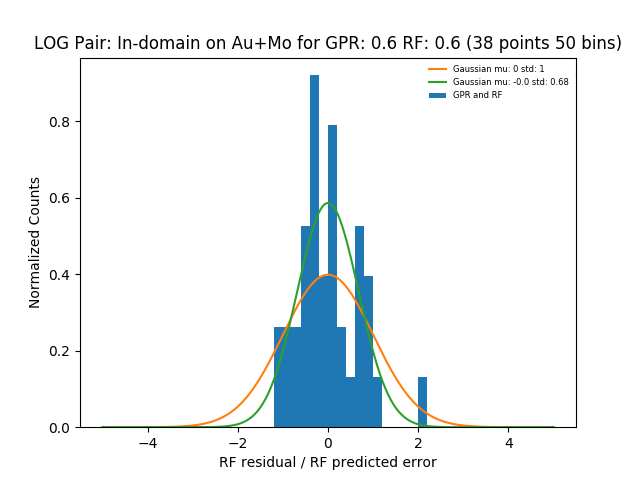 LOG Pair: In-domain on Au+Mo for GPR: 0.6 RF: 0.6 (38 points 50 bins)
Gaussian mu: 0 std: 1
Gaussian mu: -0.0 std: 0.68
GPR and RF
Normalized Counts
0.8
0.6
0.4
0.2
0.0
−4 −2 0 2 4
RF residual / RF predicted error